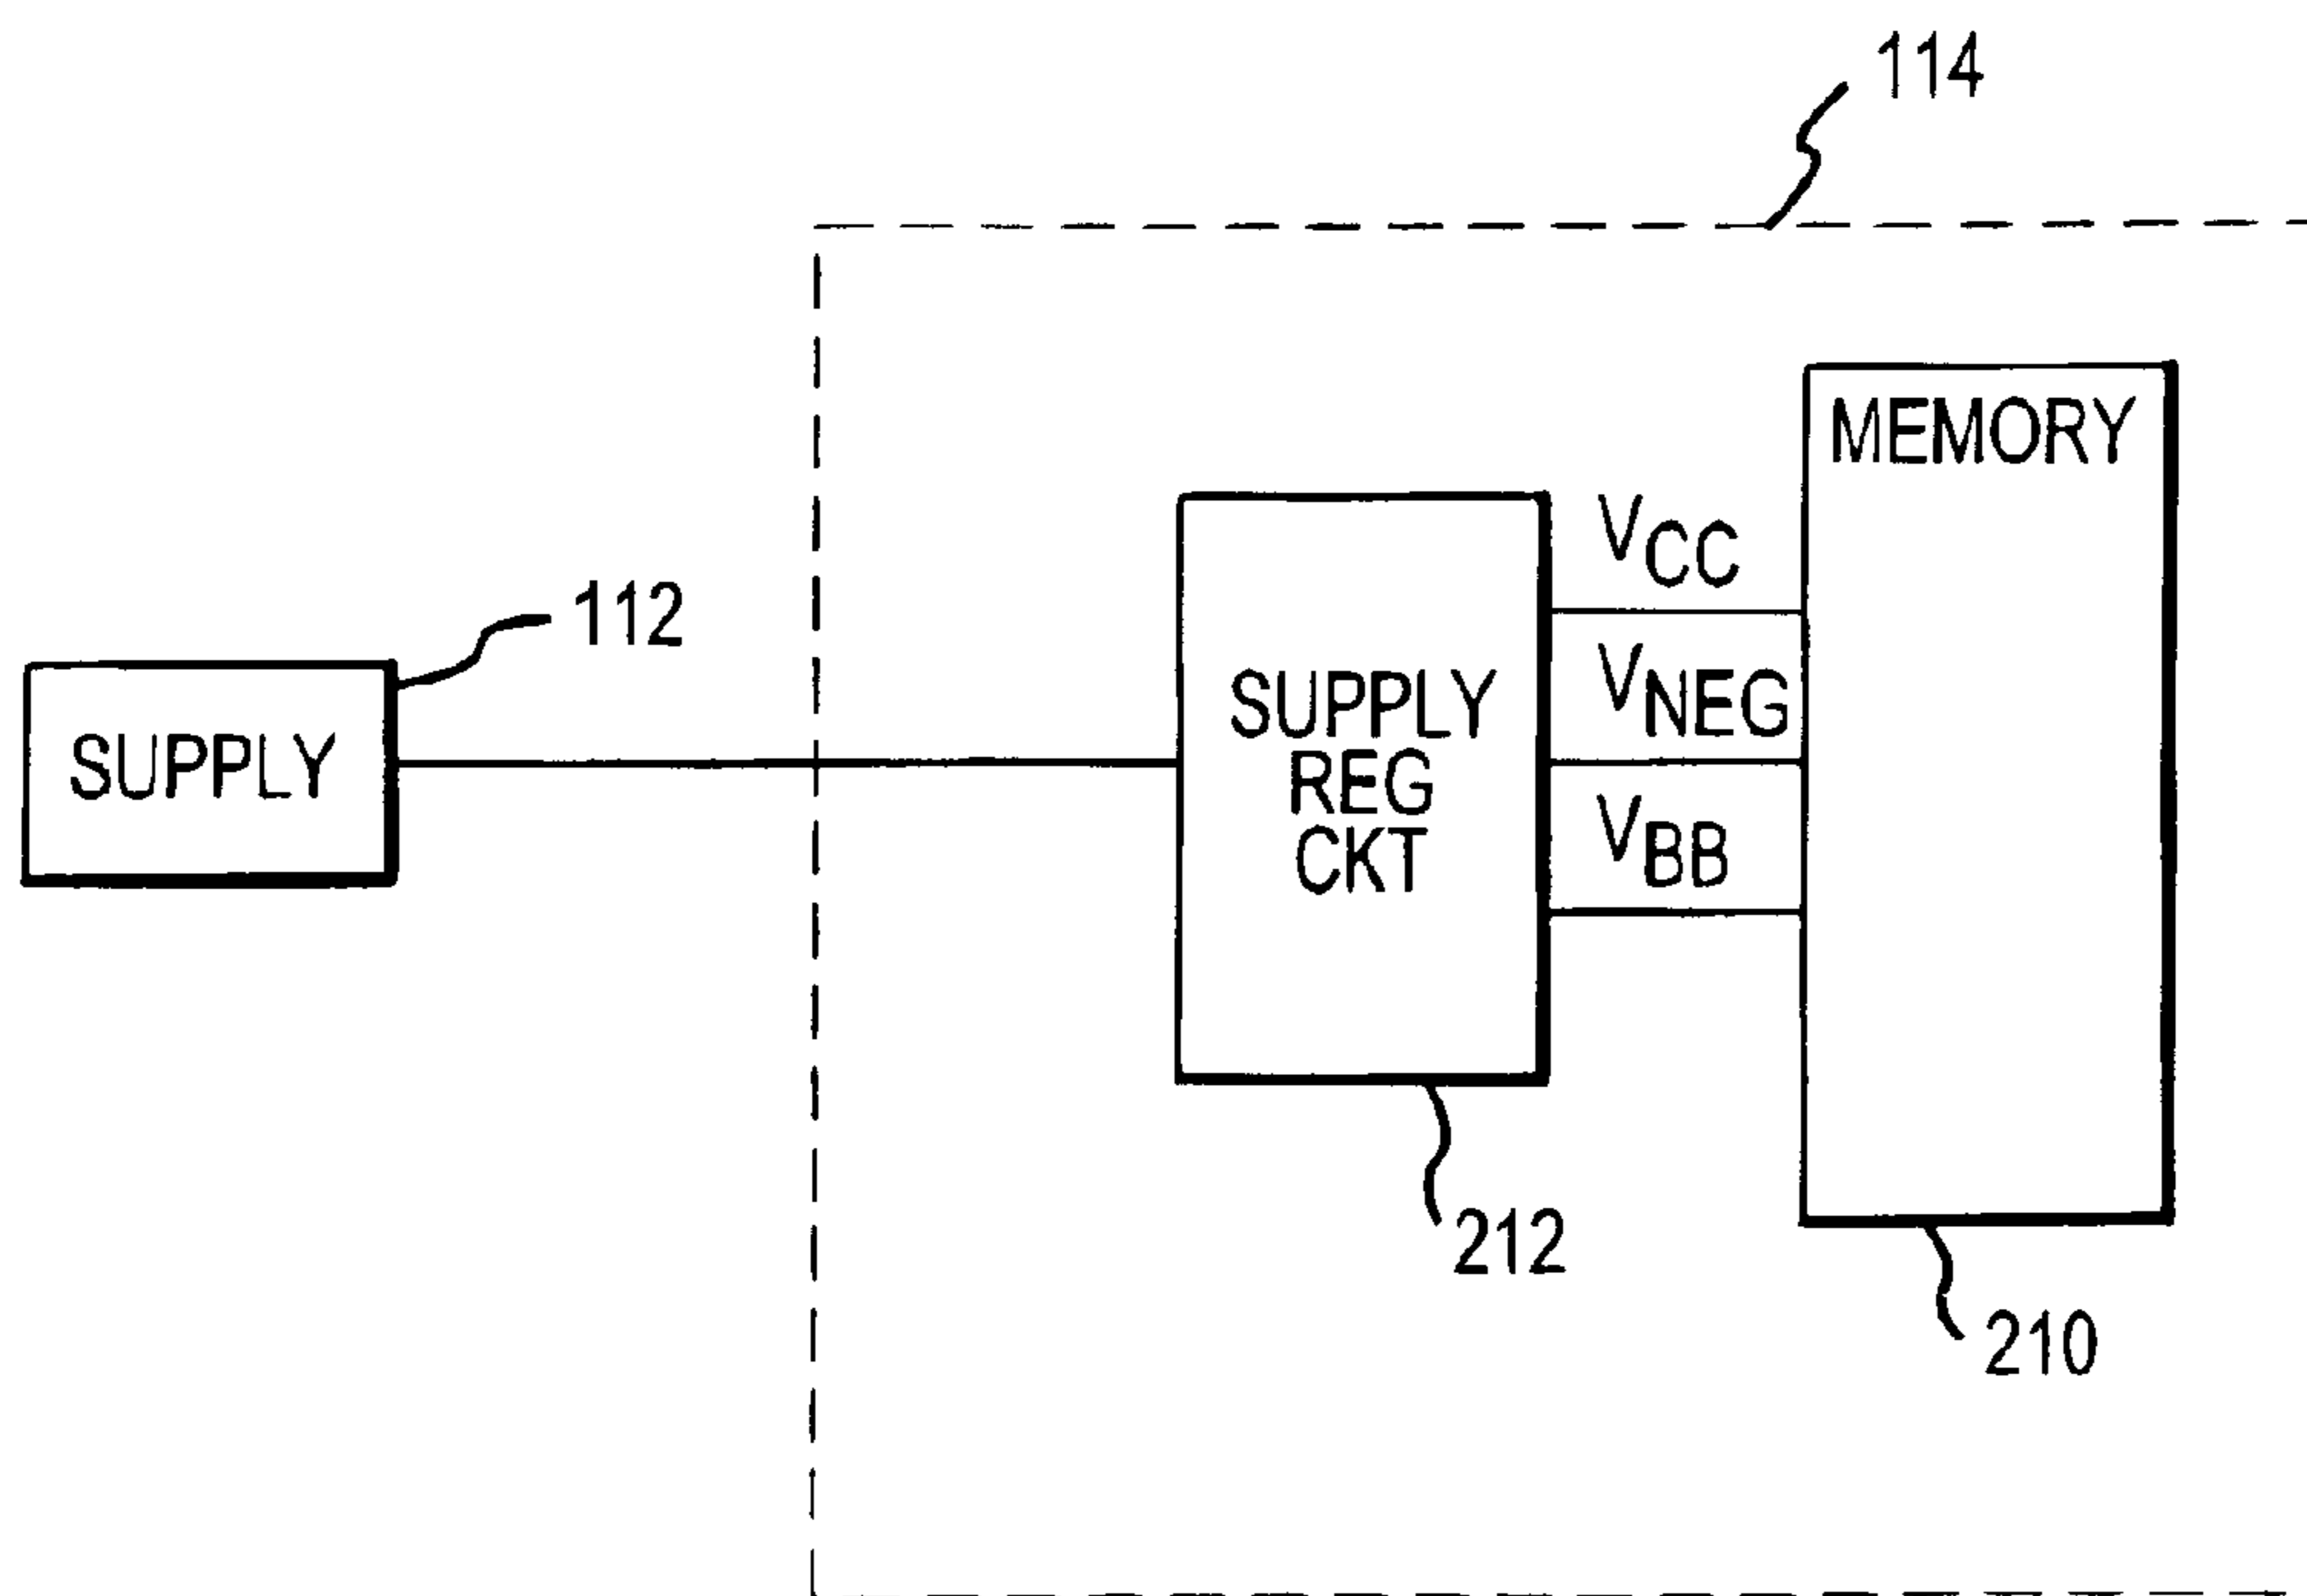 114
MEMORY
VCC
112
VNEG
SUPPLY
REG
CKT
SUPPLY
VBB
212
210